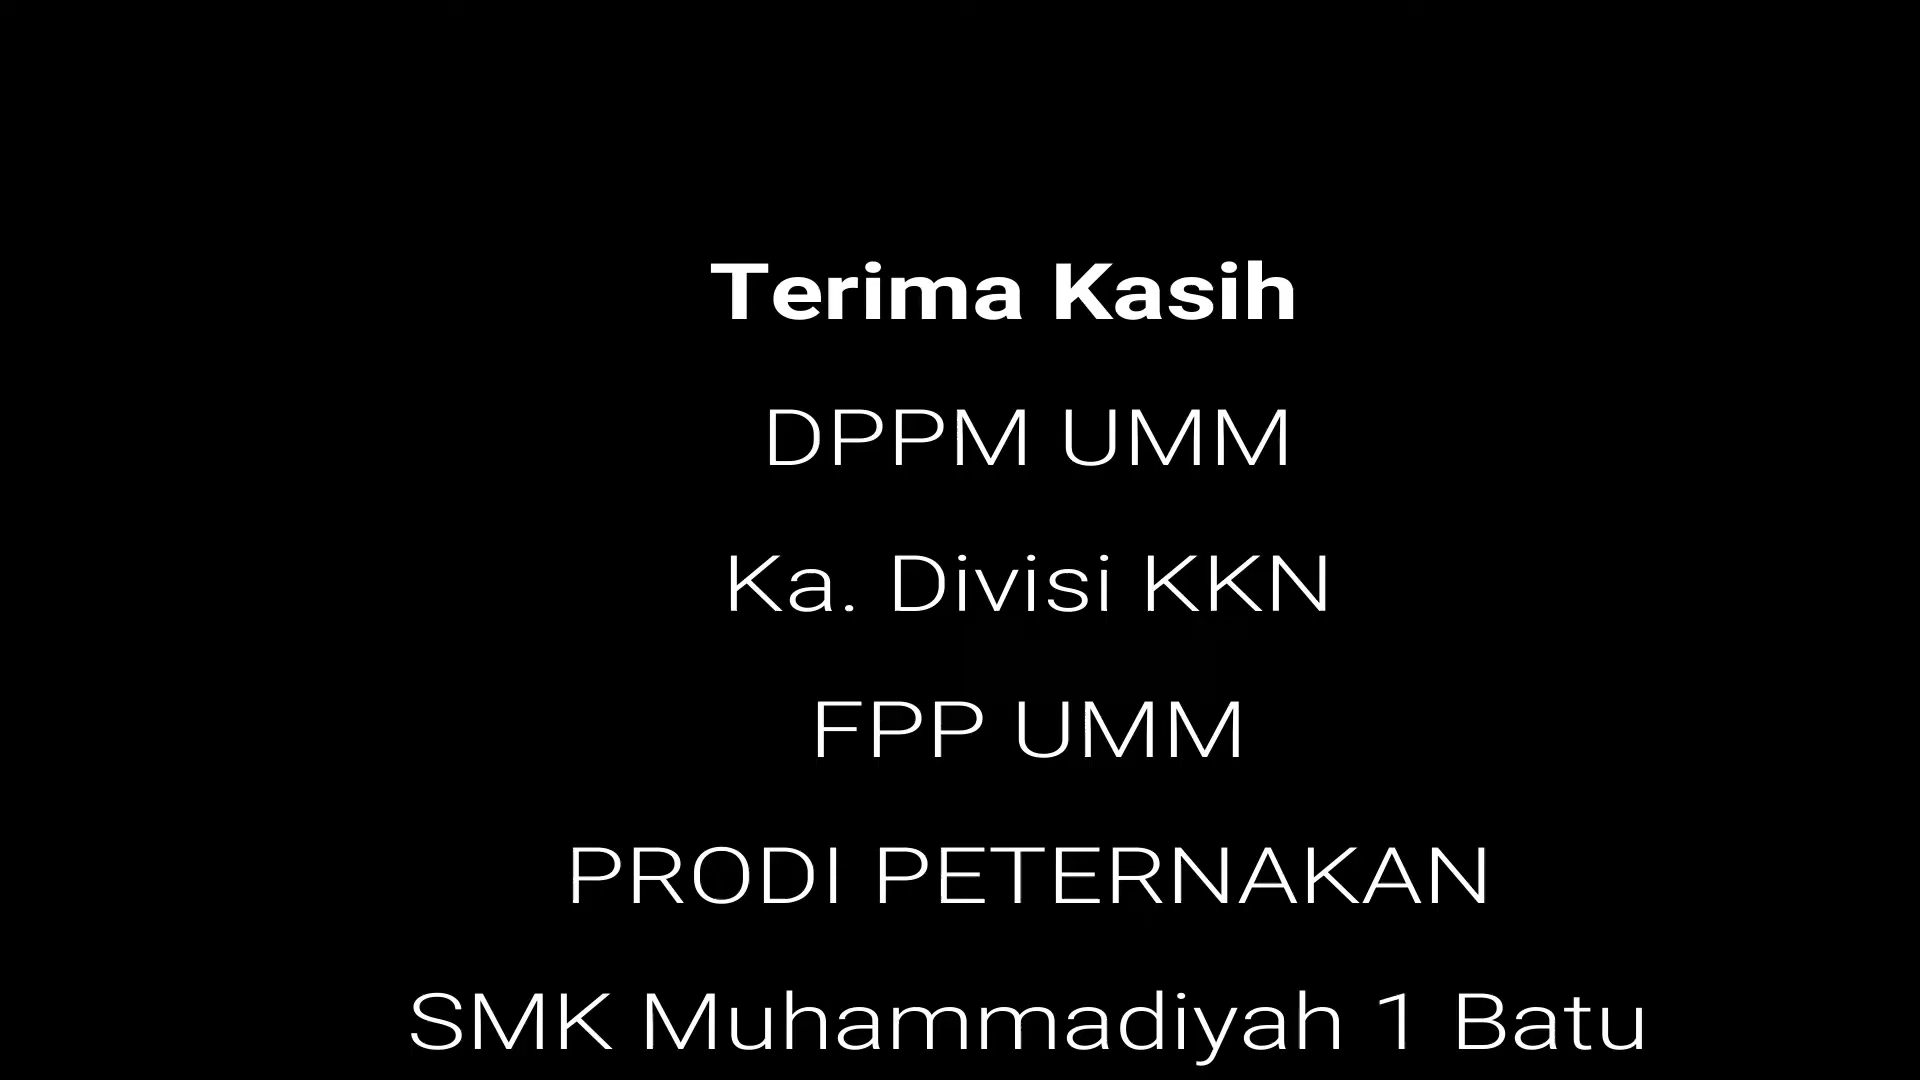 Terima Kasih
DPPM UMM
Ka. Divisi KKN
FPP UMM
PRODI PETERNAKAN
SMK Muhammadiyah 1 Batu